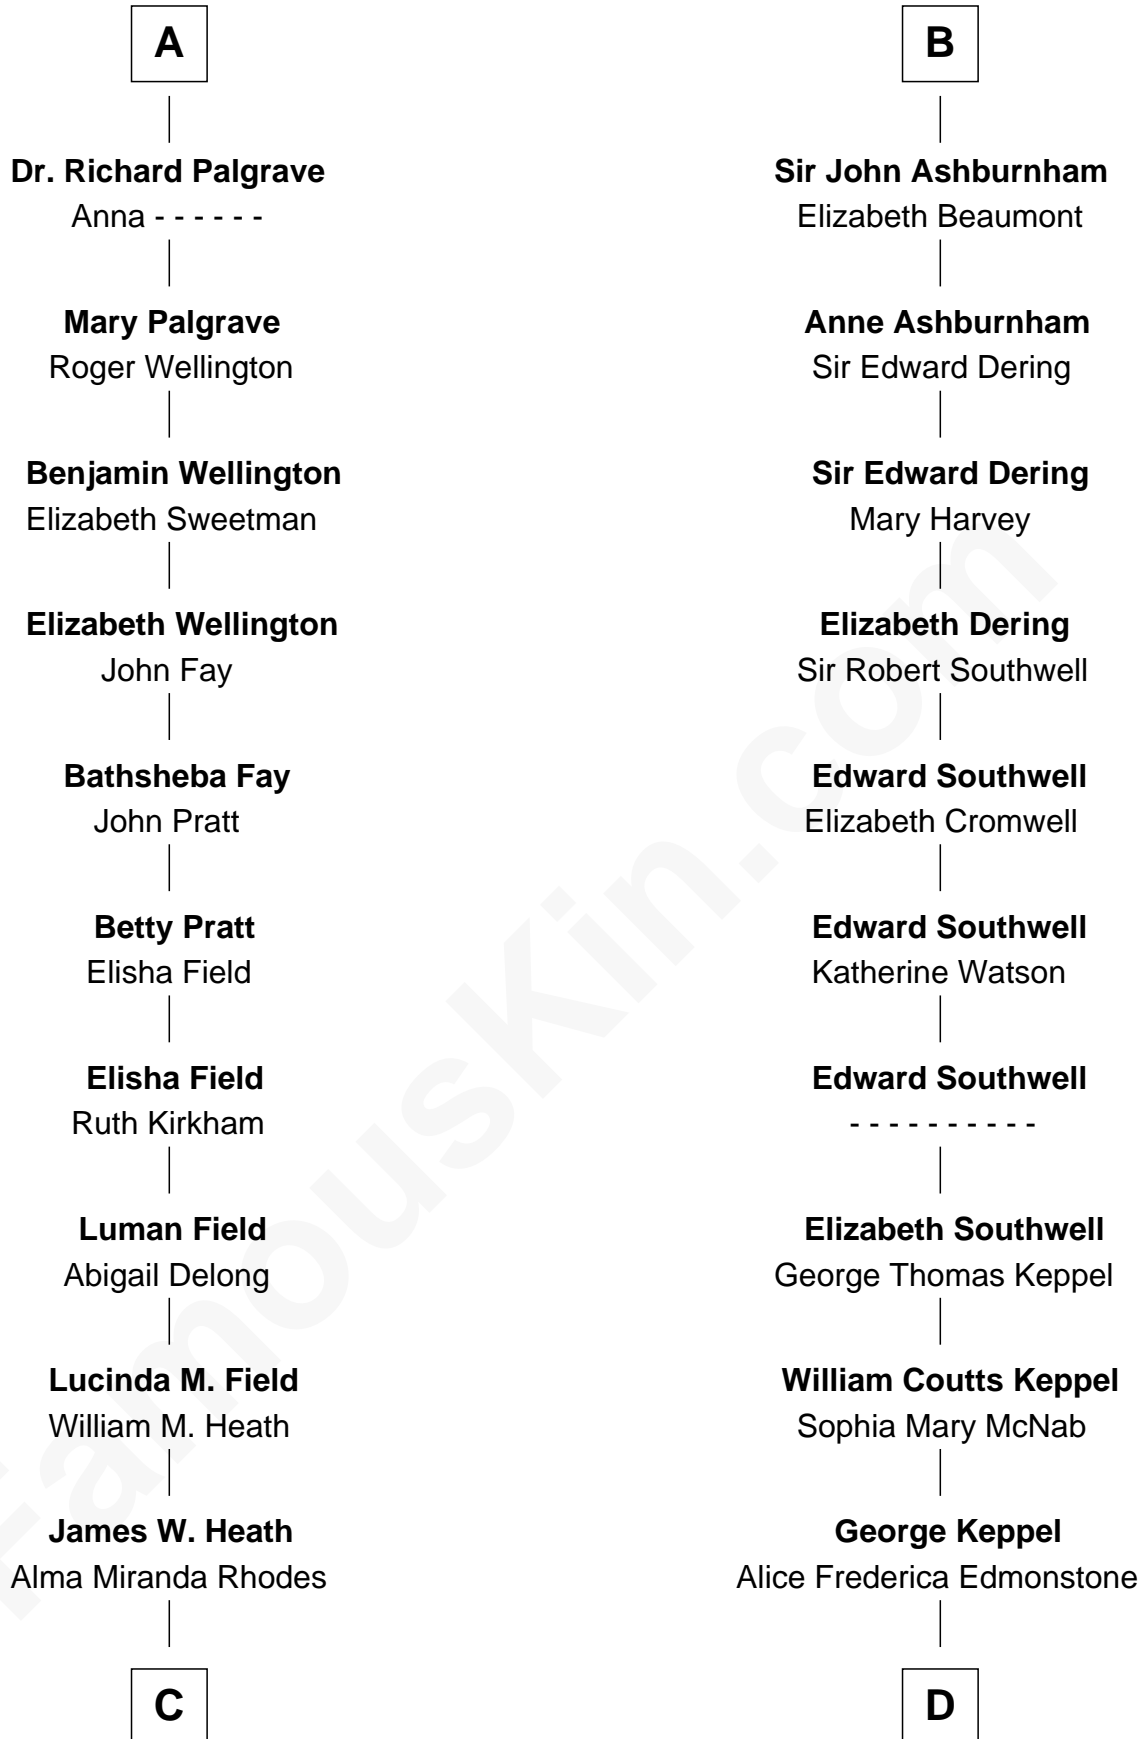 A
Dr. Richard Palgrave
Anna - - - - - -
Mary Palgrave
Roger Wellington
Benjamin Wellington
Elizabeth Sweetman
Elizabeth Wellington
John Fay
Bathsheba Fay
John Pratt
Betty Pratt
Elisha Field
Elisha Field
Ruth Kirkham
Luman Field
Abigail Delong
Lucinda M. Field
William M. Heath
James W. Heath
Alma Miranda Rhodes
C
B
Sir John Ashburnham
Elizabeth Beaumont
Anne Ashburnham
Sir Edward Dering
Sir Edward Dering
Mary Harvey
Elizabeth Dering
Sir Robert Southwell
Edward Southwell
Elizabeth Cromwell
Edward Southwell
Katherine Watson
Edward Southwell
- - - - - - - - - -
Elizabeth Southwell
George Thomas Keppel
William Coutts Keppel
Sophia Mary McNab
George Keppel
Alice Frederica Edmonstone
D
FamousKin.com